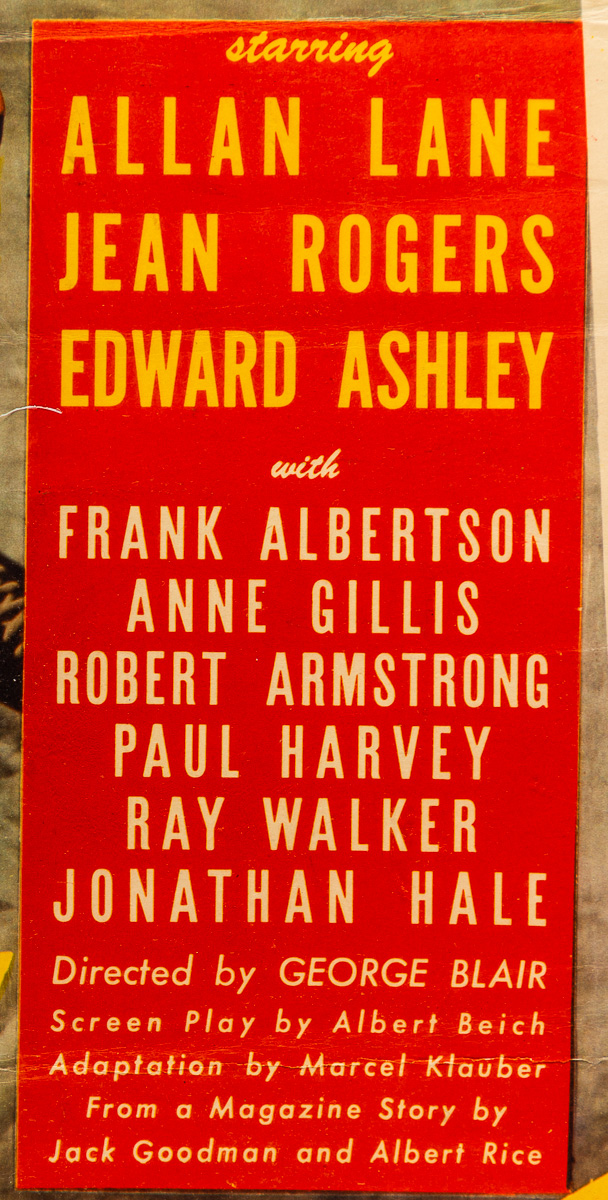 starring
ALLAN LANE
JEAN ROGERS
EDWARD ASHLEY
with
FRANK ALBERTSON
ANNE GILLIS
ROBERT ARMSTRONG
PAUL HARVEY
RAY WALKER
JONATHAN HALE
Directed by GEORGE BLAIR
Screen Play by Albert Beich
Adaptation by Marcel Klauber
From a Magazine Story by
Jack Goodman and Albert Rice